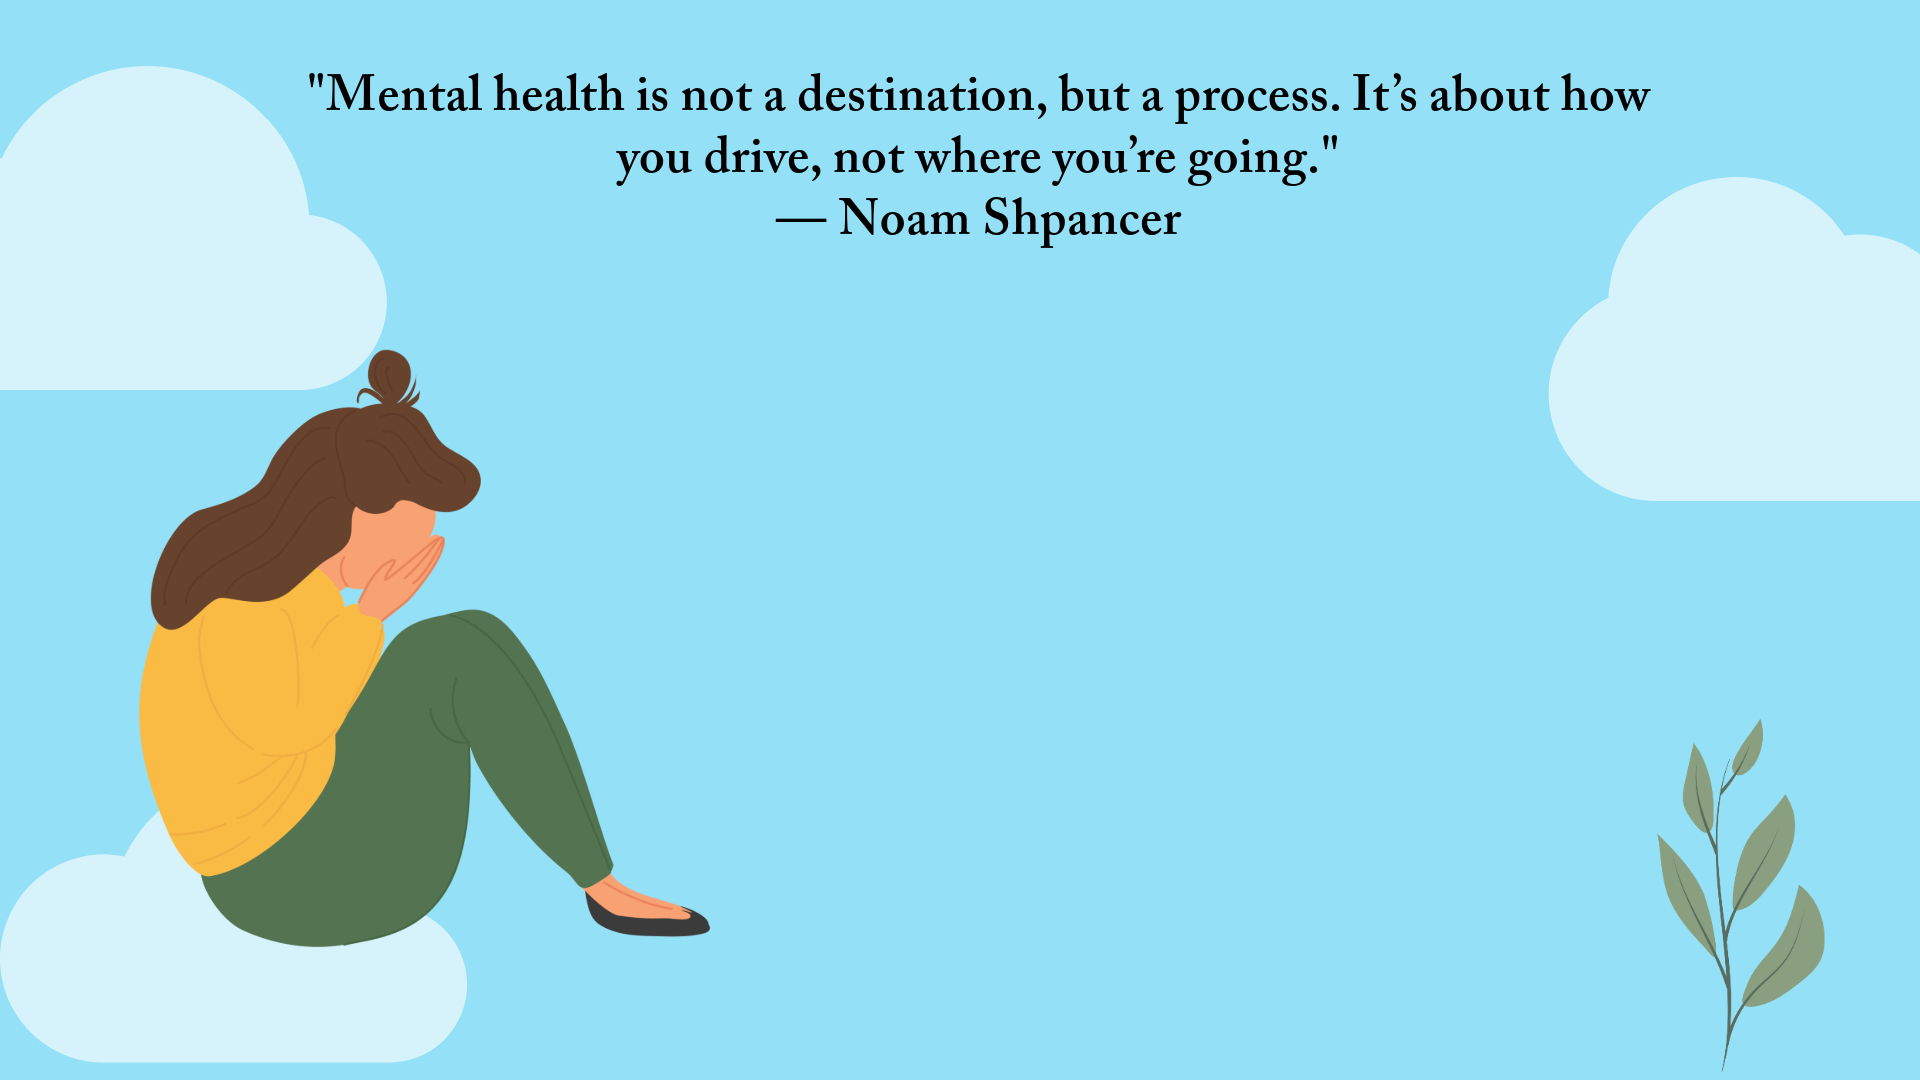 "Mental health is not a destination, but a process. It’s about how
you drive, not where you’re going."
— Noam Shpancer